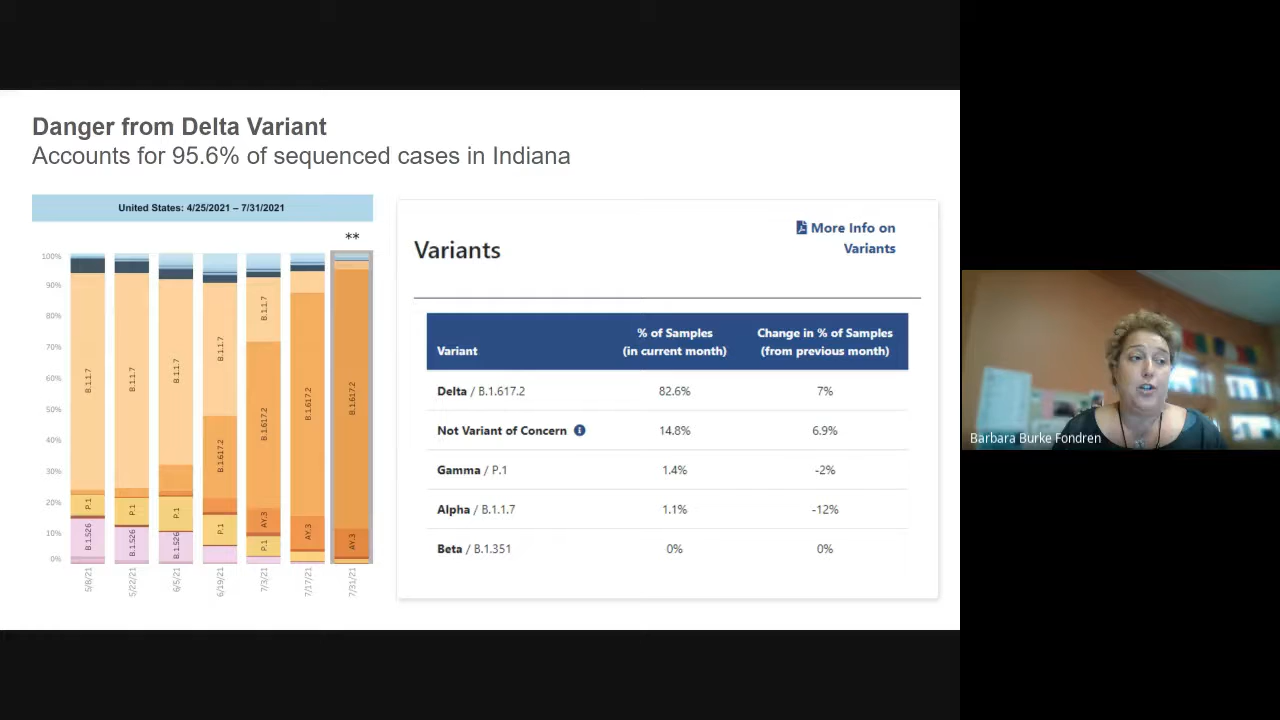 Danger from Delta Variant
Accounts for 95.6% of sequenced cases in Indiana
United States: 4/25/2021 – 7/31/2021
**
100%
90%
80%
70%
60%
50%
40%
30%
20%
10%
0%
B.1.1.7
P.1
B.1.526
B.1.1.7
P.1
B.1.526
B.1.1.7
P.1
B.1.526
B.1.1.7
B.1.617.2
P.1
B.1.1.7
B.1.617.2
AY.3
P.1
B.1.617.2
AY.3
B.1.617.2
AY.3
5/8/21
5/22/21
6/5/21
6/19/21
7/3/21
7/17/21
7/31/21
Variants
More Info on
Variants
Variant
% of Samples
(in current month)
Change in % of Samples
(from previous month)
Delta / B.1.617.2 82.6% 7%
Not Variant of Concern 14.8% 6.9%
Gamma / P.1 1.4% -2%
Alpha / B.1.1.7 1.1% -12%
Beta / B.1.351 0% 0%
Barbara Burke Fondren